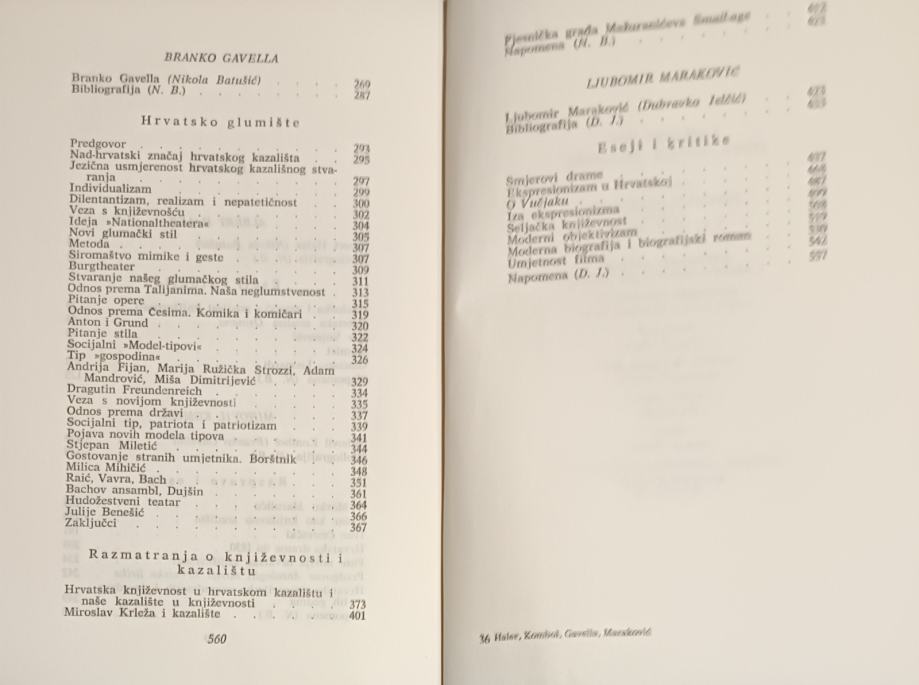 BRANKO GAVELLA
Branko Gavella (Nikola Batušić) . . . . 269
Bibliografija (N. B.) . . . . . . . 287
Hrvatsko glumište
Predgovor . . . . . . . . . 293
Nad-hrvatski značaj hrvatskog kazališta . . 295
Jezična usmjerenost hrvatskog kazališnog stva-
ranja . . . . . . . . . 297
Individualizam . . . . . . . 299
Dilentantizam, realizam i nepatetičnost . . 300
Veza s književnošću . . . . . . 302
Ideja »Nationaltheatera« . . . . . 304
Novi glumački stil . . . . . . 305
Metoda . . . . . . . . . 307
Siromaštvo mimike i geste . . . . 307
Burgtheater . . . . . . . . 309
Stvaranje našeg glumačkog stila . . . 311
Odnos prema Talijanima. Naša neglumstvenost . 313
Pitanje opere . . . . . . . 315
Odnos prema Česima. Komika i komičari . . 319
Anton i Grund . . . . . . . 320
Pitanje stila . . . . . . . 322
Socijalni »Model-tipovi« . . . . . 324
Tip »gospodina« . . . . . . 326
Andrija Fijan, Marija Ružička Strozzi, Adam
Mandrović, Miša Dimitrijević . . . . 329
Dragutin Freundenreich . . . . . 334
Veza s novijom književnosti . . . . 335
Odnos prema državi . . . . . . 337
Socijalni tip, patriota i patriotizam . . . 339
Pojava novih modela tipova . . . . 341
Stjepan Miletić . . . . . . . 344
Gostovanje stranih umjetnika. Borštnik . . 346
Milica Mihičić . . . . . . . 348
Raić, Vavra, Bach . . . . . . 351
Bachov ansambl, Dujšin . . . . . 361
Hudožestveni teatar . . . . . . 364
Julije Benešić . . . . . . . 366
Zaključci . . . . . . . . 367
Razmatranja o književnosti i
kazalištu
Hrvatska književnost u hrvatskom kazalištu i
naše kazalište u književnosti . . . . 373
Miroslav Krleža i kazalište . . . . . 401
560
Pjesnička građa Mažuranićeva Smail-age . .
Napomena (N. B.) . . . . . .
LJUBOMIR MARAKOVIĆ
Ljubomir Maraković (Dubravko Jelčić) . .
Bibliografija (D. J.) . . . . . .
Eseji i kritike
Smjerovi drame . . . . . .
Ekspresionizam u Hrvatskoj . . . .
O Vučjaku . . . . . . .
Iza ekspresionizma . . . . . .
Seljačka književnost . . . . .
Moderni objektivizam . . . . .
Moderna biografija i biografijski roman . .
Umjetnost filma . . . . . . 542
Napomena (D. J.) . . . . . . 557
36 Haler, Kombol, Gavella, Maraković